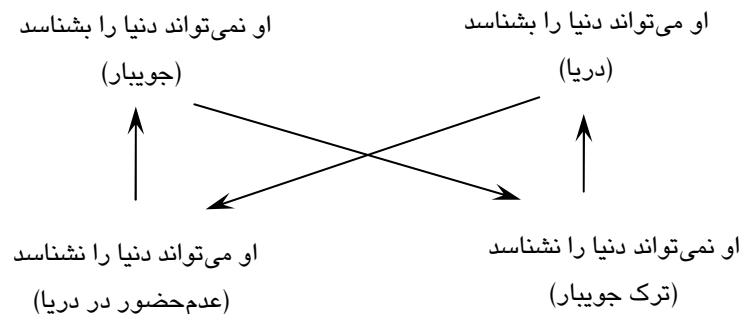 او می‌تواند دنیا را بشناسد
(دریا)
او نمی‌تواند دنیا را بشناسد
(جویبار)
او نمی‌تواند دنیا را نشناسد
(ترک جویبار)
او می‌تواند دنیا را نشناسد
(عدم‌حضور در دریا)